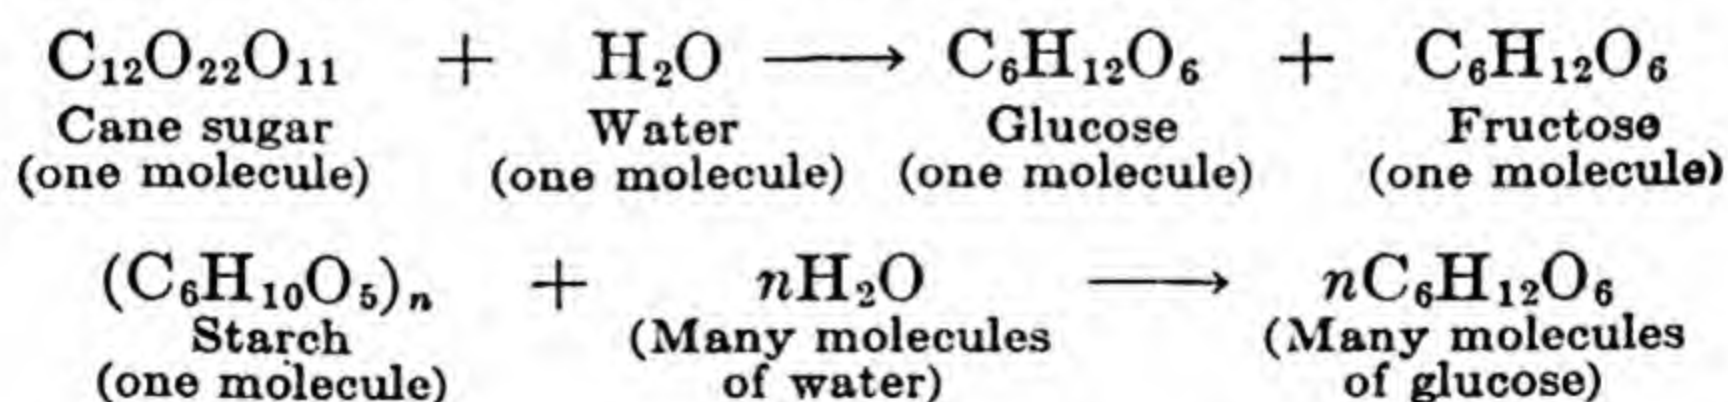 C₁₂O₂₂O₁₁ + H₂O ⟶ C₆H₁₂O₆ + C₆H₁₂O₆
Cane sugar Water Glucose Fructose
(one molecule) (one molecule) (one molecule) (one molecule)
(C₆H₁₀O₅)ₙ + nH₂O ⟶ nC₆H₁₂O₆
Starch (Many molecules (Many molecules
(one molecule) of water) of glucose)